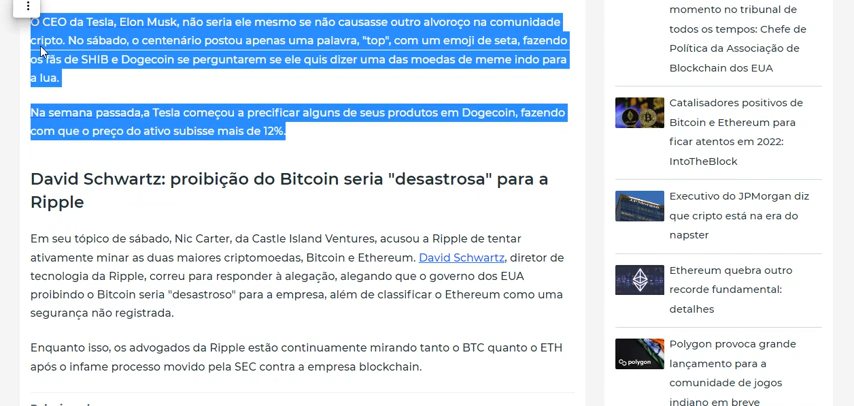 O CEO da Tesla, Elon Musk, não seria ele mesmo se não causasse outro alvoroço na comunidade
cripto. No sábado, o centenário postou apenas uma palavra, "top", com um emoji de seta, fazendo
os fãs de SHIB e Dogecoin se perguntarem se ele quis dizer uma das moedas de meme indo para
a lua.
Na semana passada,a Tesla começou a precificar alguns de seus produtos em Dogecoin, fazendo
com que o preço do ativo subisse mais de 12%.
David Schwartz: proibição do Bitcoin seria "desastrosa" para a
Ripple
Em seu tópico de sábado, Nic Carter, da Castle Island Ventures, acusou a Ripple de tentar
ativamente minar as duas maiores criptomoedas, Bitcoin e Ethereum. David Schwartz, diretor de
tecnologia da Ripple, correu para responder à alegação, alegando que o governo dos EUA
proibindo o Bitcoin seria "desastroso" para a empresa, além de classificar o Ethereum como uma
segurança não registrada.
Enquanto isso, os advogados da Ripple estão continuamente mirando tanto o BTC quanto o ETH
após o infame processo movido pela SEC contra a empresa blockchain.
momento no tribunal de
todos os tempos: Chefe de
Política da Associação de
Blockchain dos EUA
Catalisadores positivos de
Bitcoin e Ethereum para
ficar atentos em 2022:
IntoTheBlock
Executivo do JPMorgan diz
que cripto está na era do
napster
Ethereum quebra outro
recorde fundamental:
detalhes
polygon
Polygon provoca grande
lançamento para a
comunidade de jogos
indiano em breve